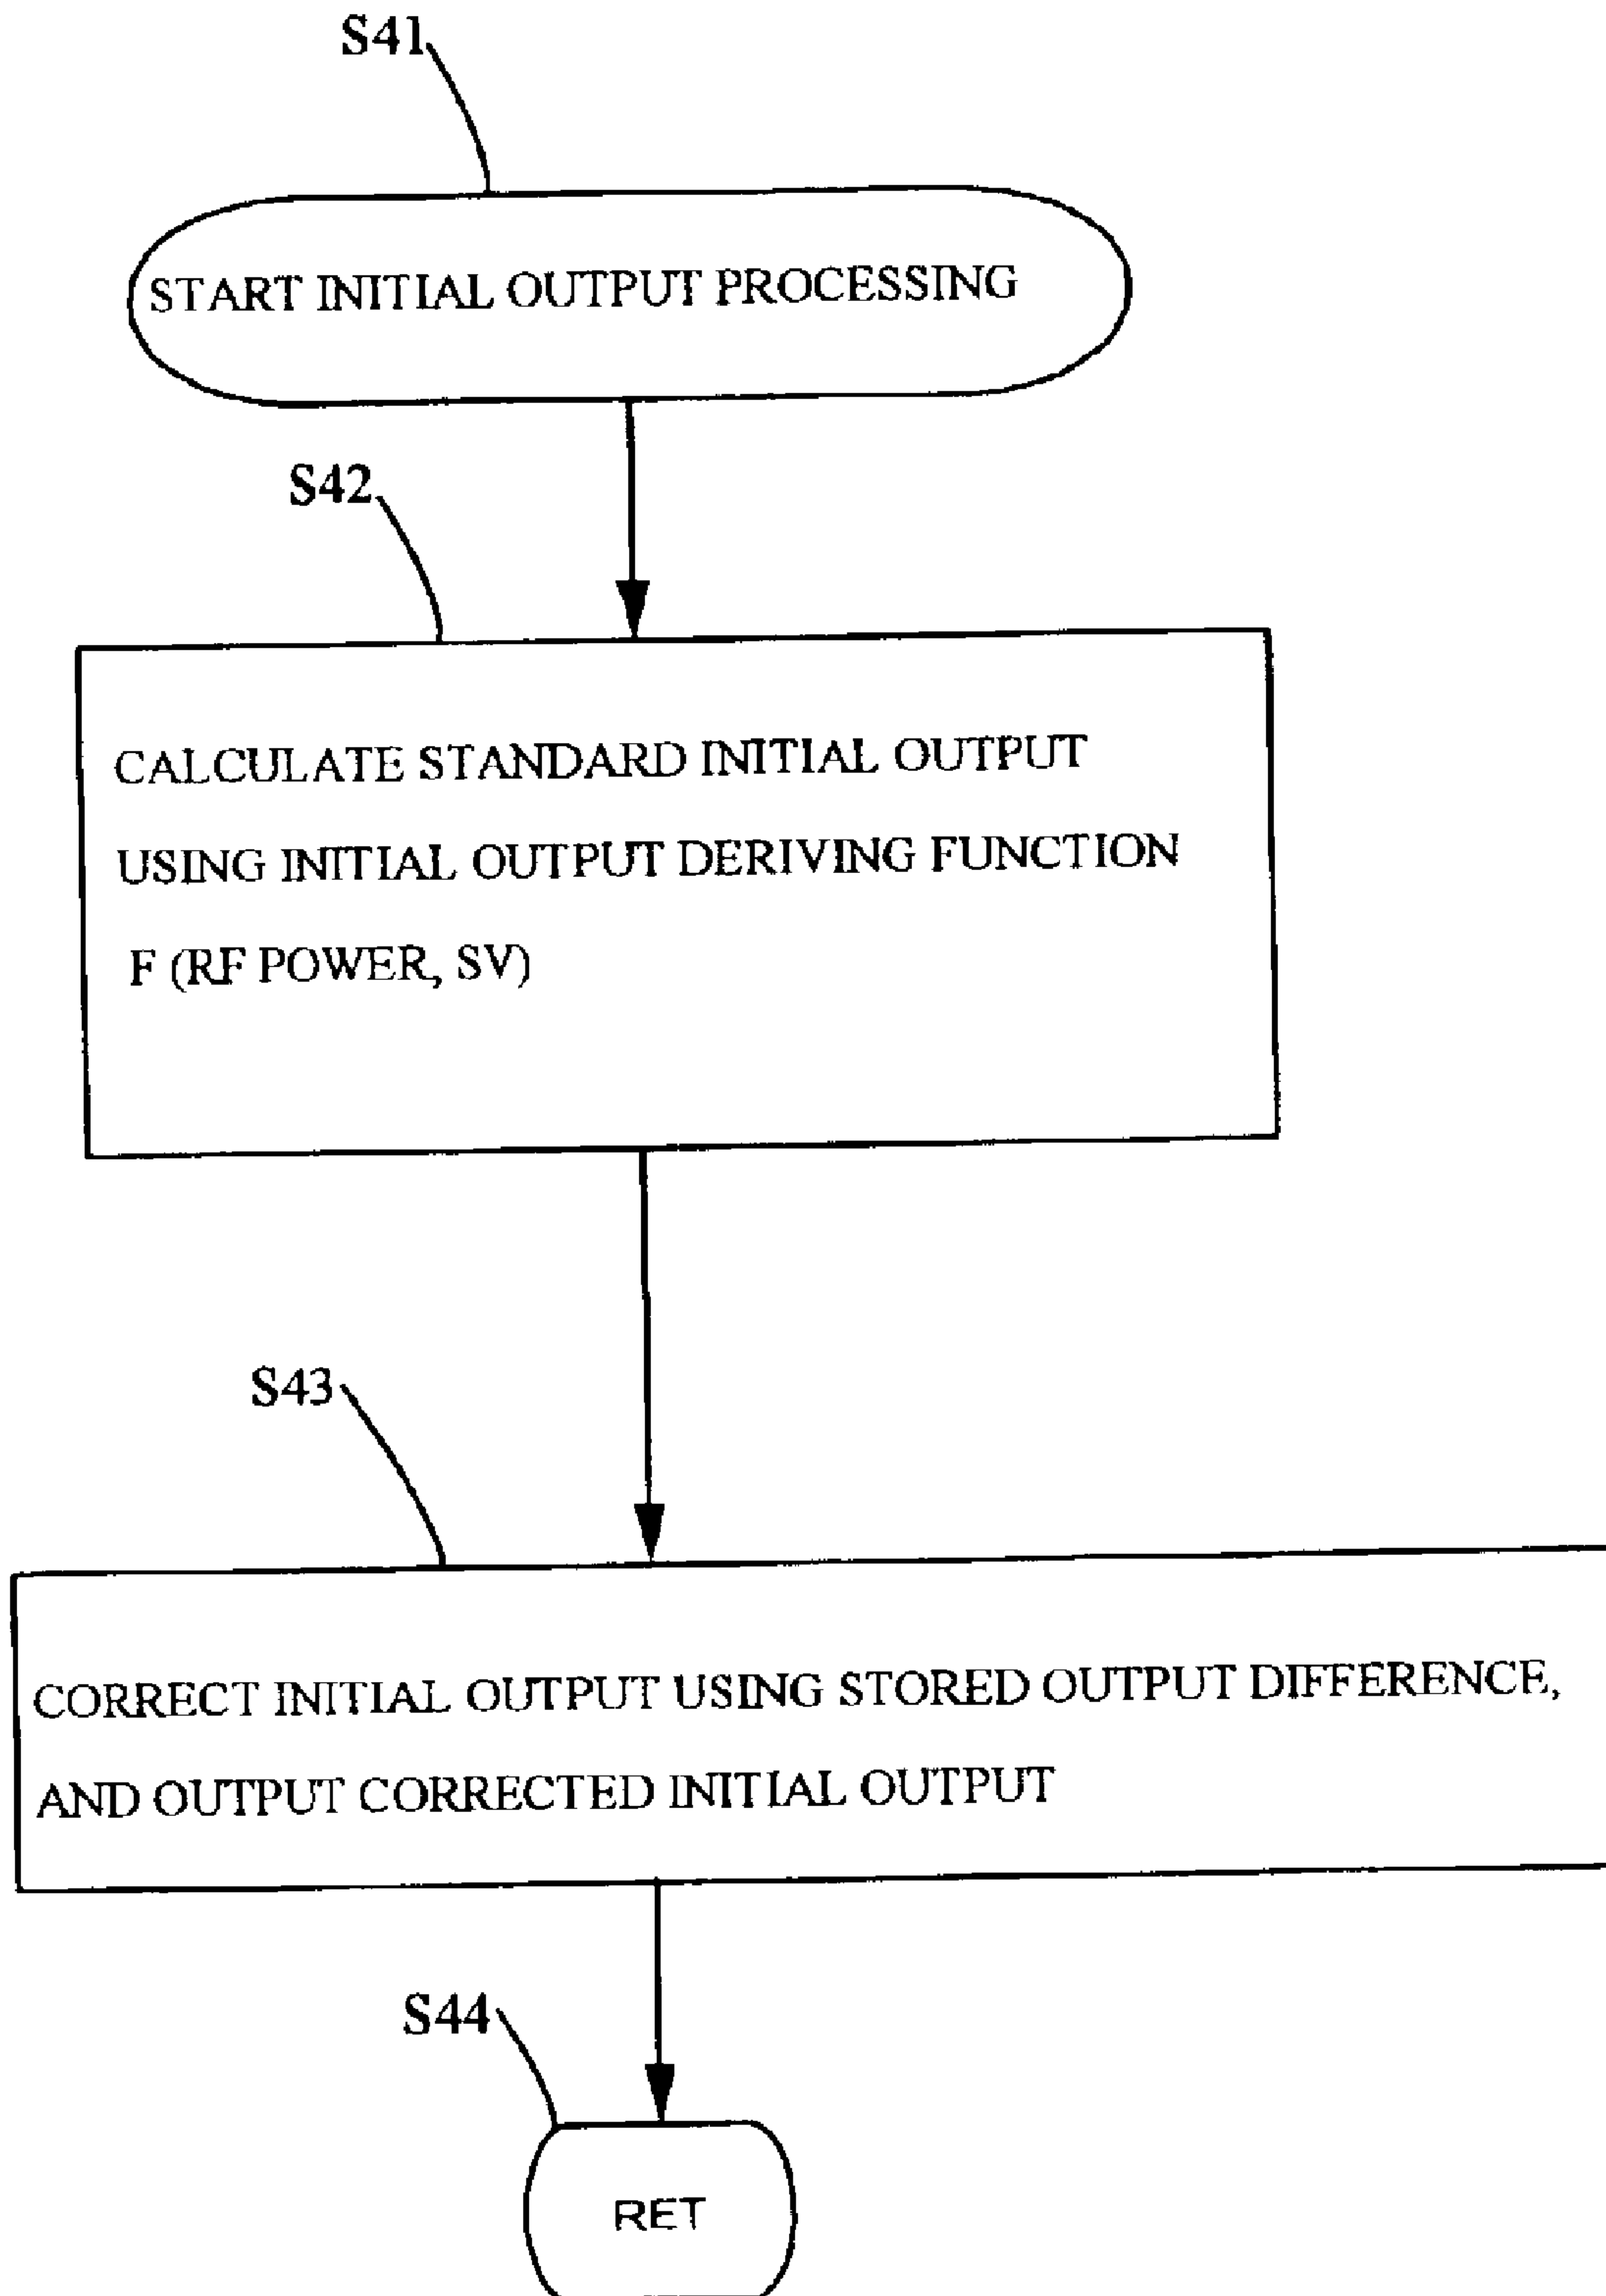 S41
START INITIAL OUTPUT PROCESSING
S42
CALCULATE STANDARD INITIAL OUTPUT
USING INITIAL OUTPUT DERIVING FUNCTION
F (RF POWER, SV)
S43
CORRECT INITIAL OUTPUT USING STORED OUTPUT DIFFERENCE,
AND OUTPUT CORRECTED INITIAL OUTPUT
S44
RET